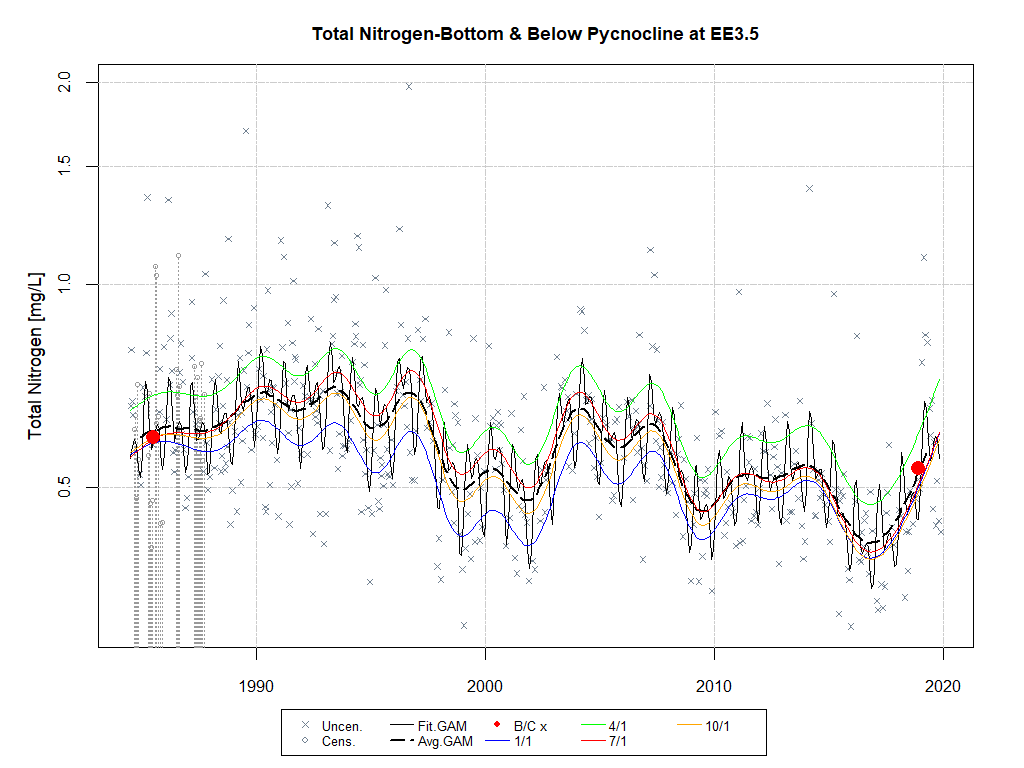 Total Nitrogen-Bottom & Below Pycnocline at EE3.5
Total Nitrogen [mg/L]
2.0
1.5
1.0
0.5
1990 2000 2010 2020
Uncen. Fit.GAM B/C x 4/1 10/1
Cens. Avg.GAM 1/1 7/1